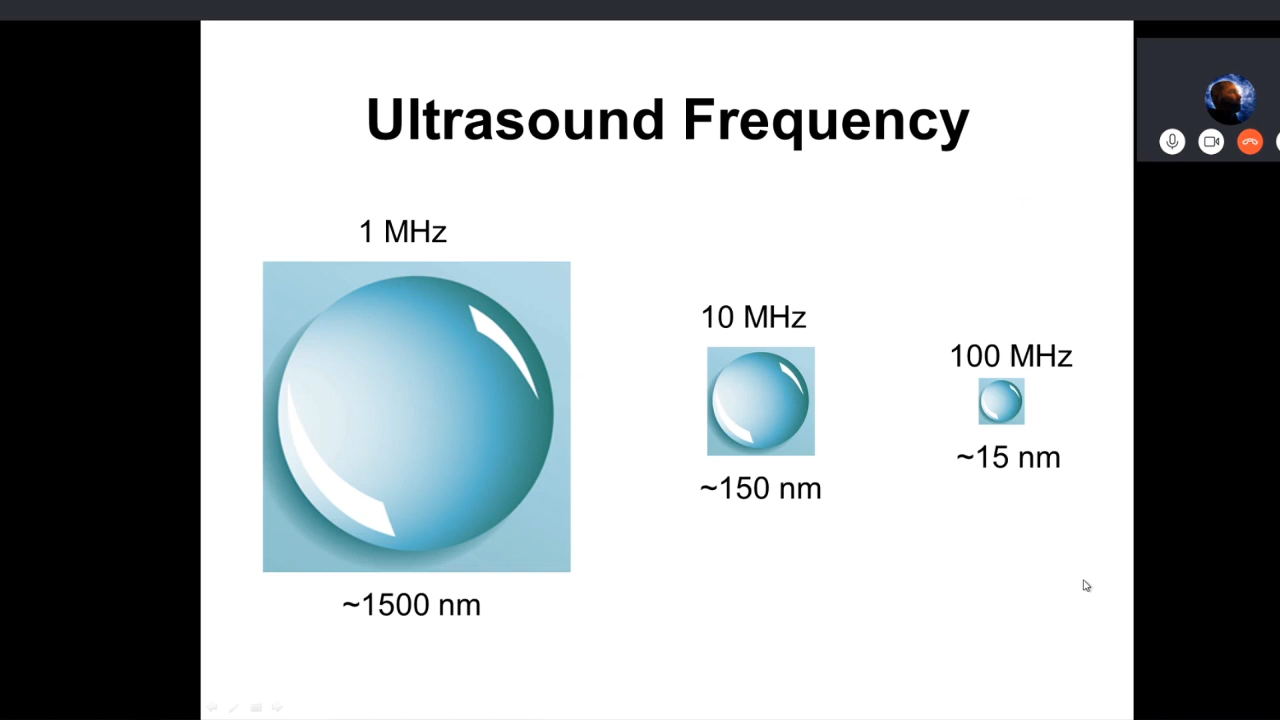 Ultrasound Frequency
1 MHz
10 MHz
100 MHz
~15 nm
~150 nm
~1500 nm